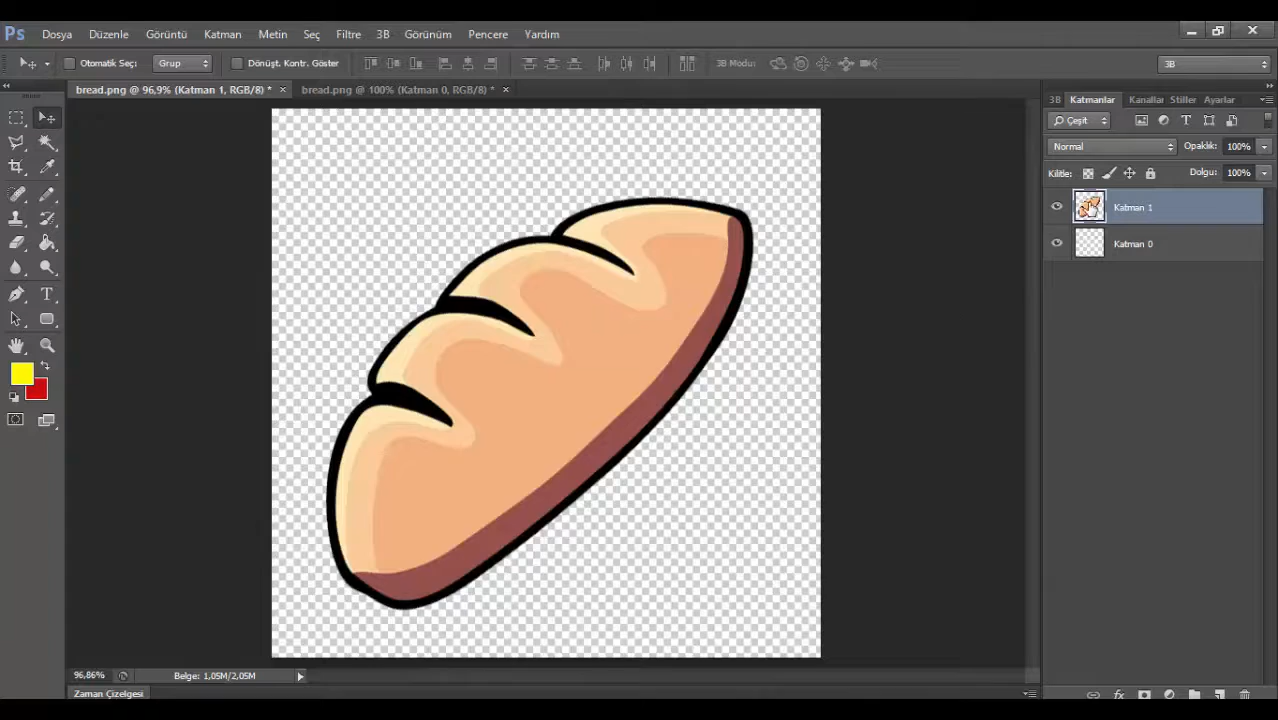 Ps Dosya Düzenle Görüntü Katman Metin Seç Filtre 3B Görünüm Pencere Yardım
Otomatik Seç: Grup Dönüşt. Kontr. Göster 3B Modu: 3B
bread.png @ 96,9% (Katman 1, RGB/8) * × bread.png @ 100% (Katman 0, RGB/8) * ×
3B Katmanlar Kanallar Stiller Ayarlar
Çeşit
Normal Opaklık: 100%
Kilitle: Dolgu: 100%
Katman 1
Katman 0
96,86% Belge: 1,05M/2,05M
Zaman Çizelgesi